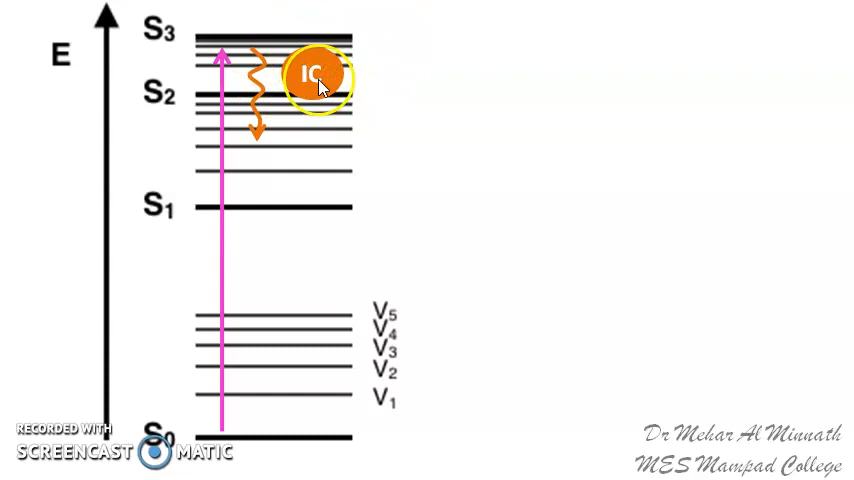 S3
E
IC
S2
S1
V5
V4
V3
V2
V1
RECORDED WITH
S0
SCREENCAST MATIC
Dr Mehar Al Minnath
MES Mampad College